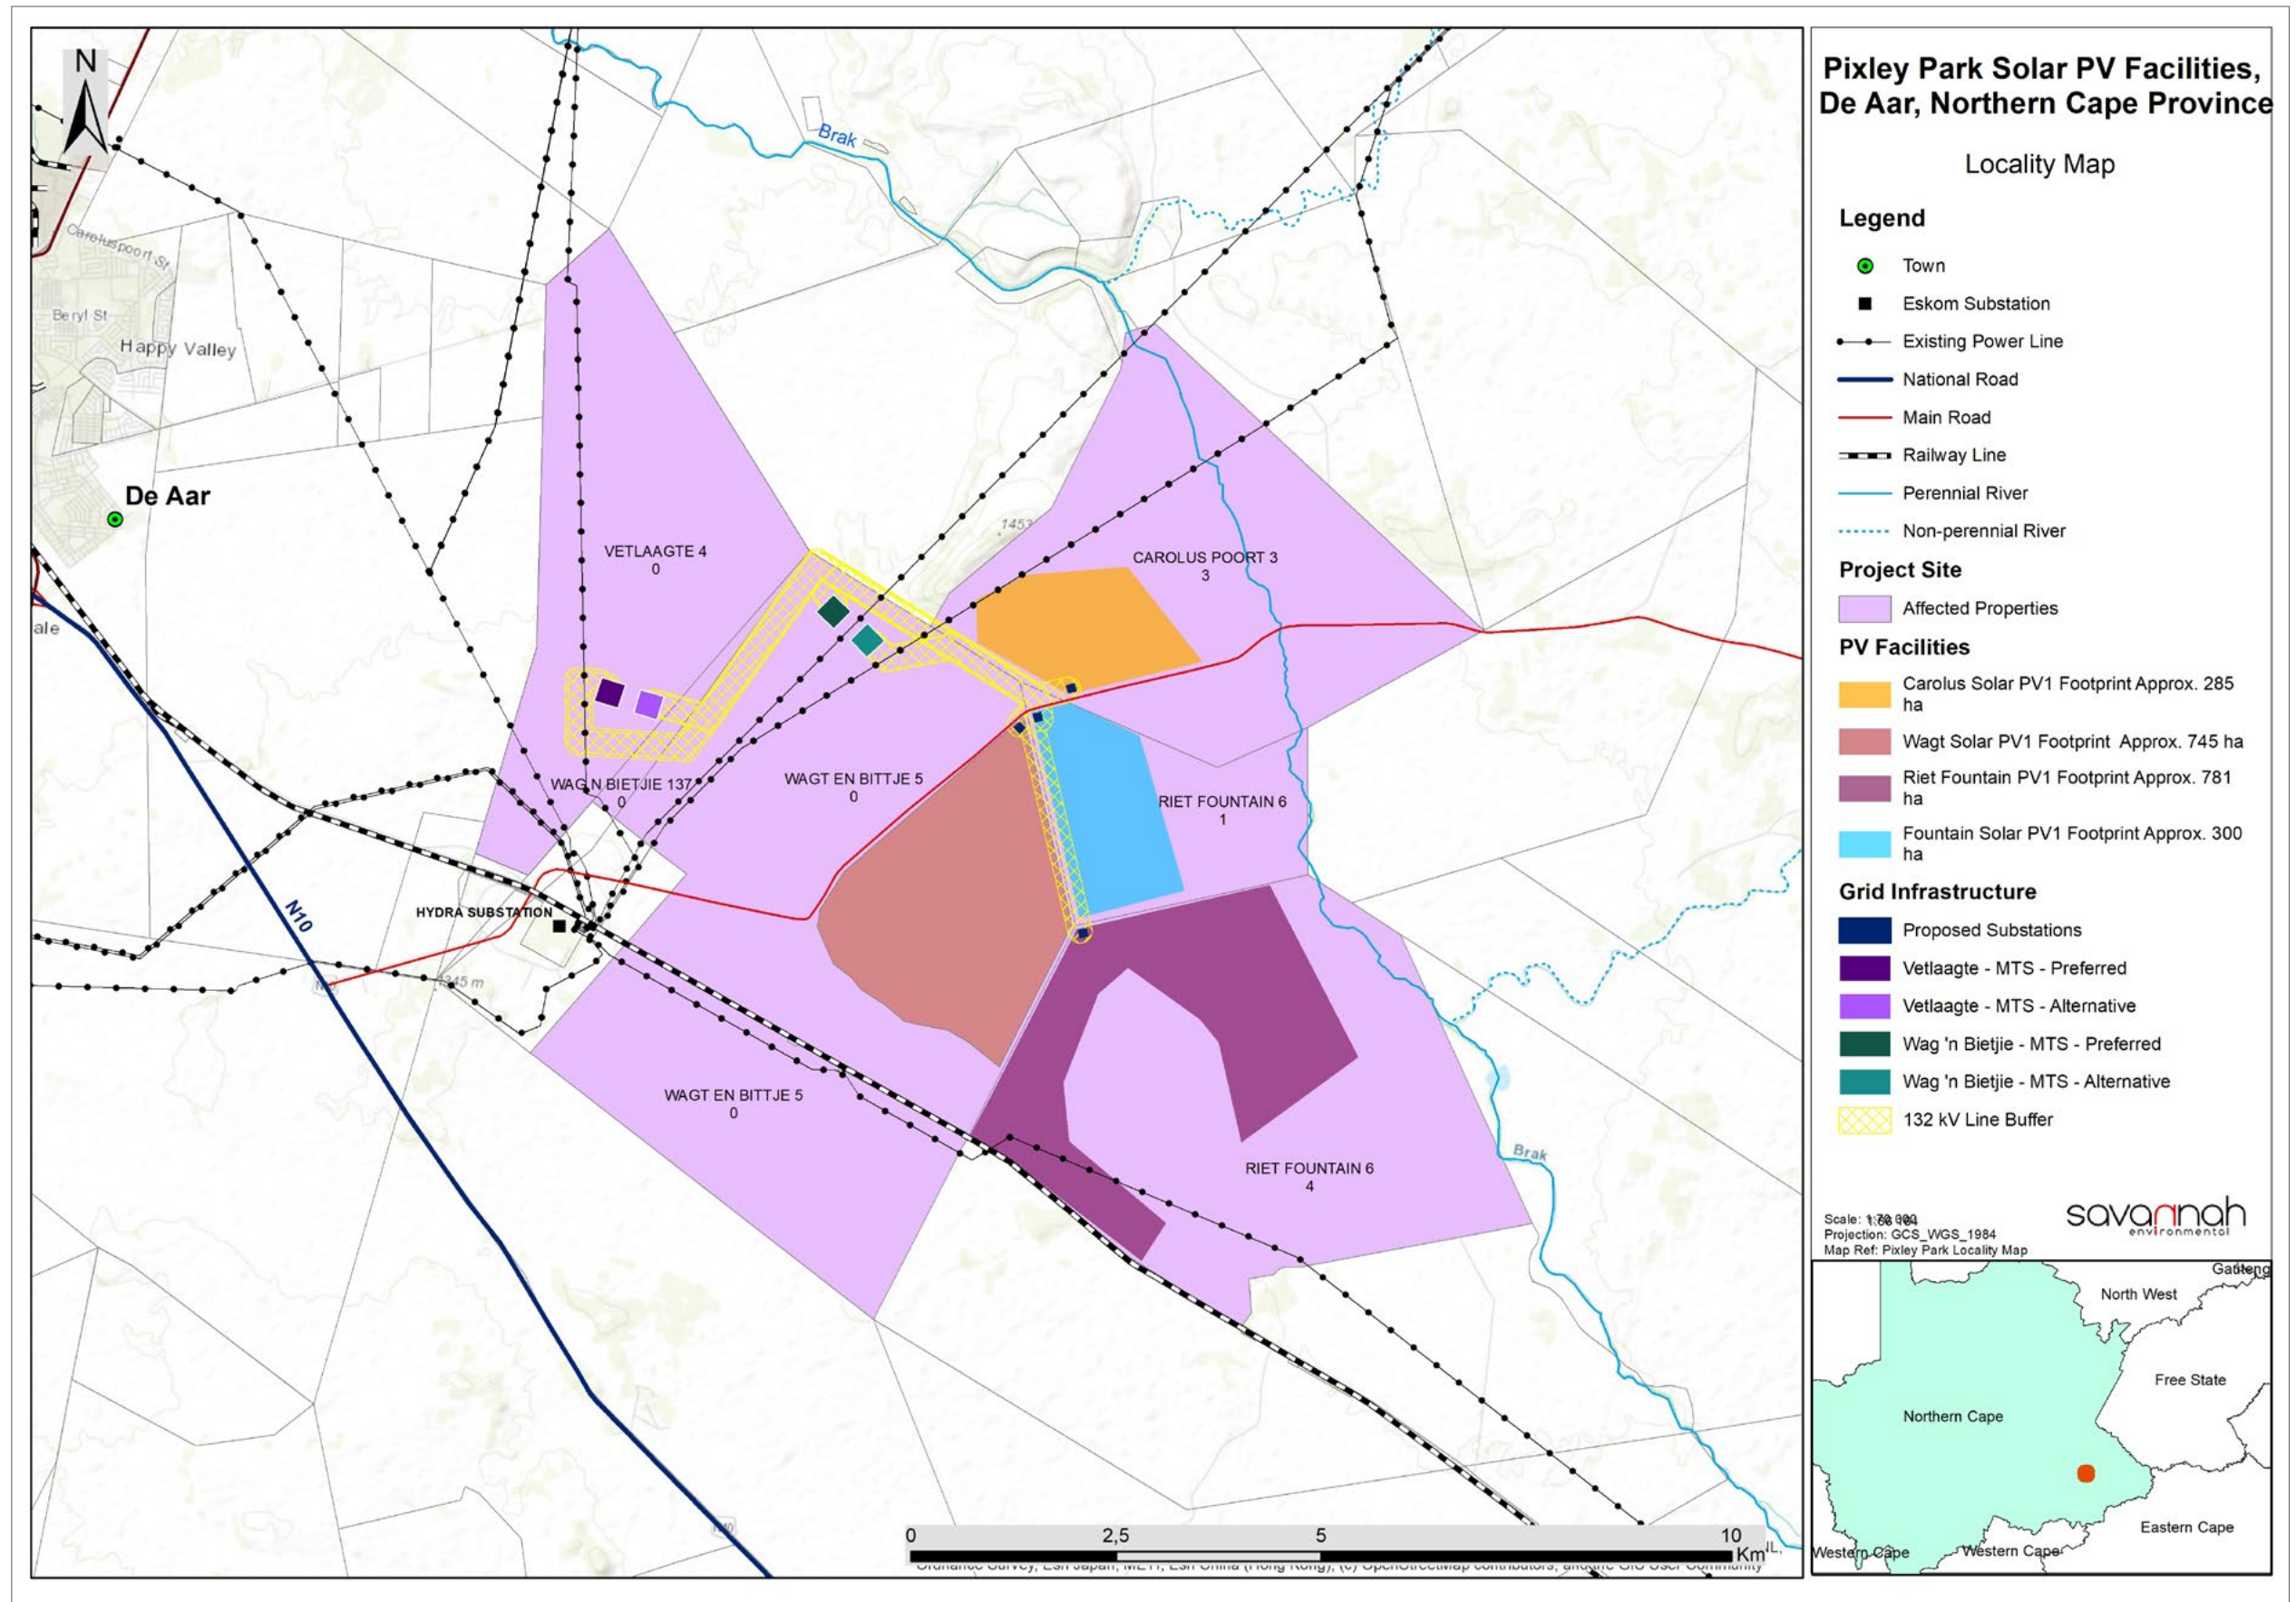 Pixley Park Solar PV Facilities,
De Aar, Northern Cape Province
Locality Map
Legend
Town
Eskom Substation
Existing Power Line
National Road
Main Road
Railway Line
Perennial River
Non-perennial River
Project Site
Affected Properties
PV Facilities
Carolus Solar PV1 Footprint Approx. 285
ha
Wagt Solar PV1 Footprint Approx. 745 ha
Riet Fountain PV1 Footprint Approx. 781
ha
Fountain Solar PV1 Footprint Approx. 300
ha
Grid Infrastructure
Proposed Substations
Vetlaagte - MTS - Preferred
Vetlaagte - MTS - Alternative
Wag 'n Bietjie - MTS - Preferred
Wag 'n Bietjie - MTS - Alternative
132 kV Line Buffer
Scale:
Projection: GCS_WGS_1984
Map Ref: Pixley Park Locality Map
savannah
environmental
Gauteng
North West
Free State
Northern Cape
Eastern Cape
Western Cape
Western Cape
N
Caroluspoort St
Beryl St
Happy Valley
De Aar
ale
Brak
1453
VETLAAGTE 4
0
CAROLUS POORT 3
3
WAG N BIETJIE 137
0
WAGT EN BITTJE 5
0
RIET FOUNTAIN 6
1
HYDRA SUBSTATION
N10
WAGT EN BITTJE 5
0
RIET FOUNTAIN 6
4
Brak
N10
0 2,5 5 10
Km